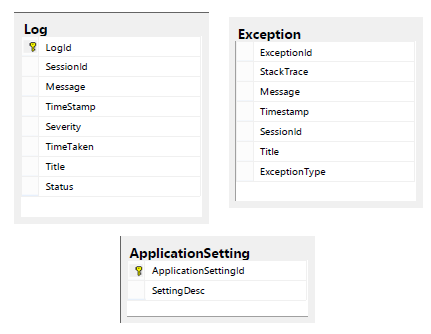 Log
LogId
SessionId
Message
TimeStamp
Severity
TimeTaken
Title
Status
Exception
ExceptionId
StackTrace
Message
Timestamp
SessionId
Title
ExceptionType
ApplicationSetting
ApplicationSettingId
SettingDesc